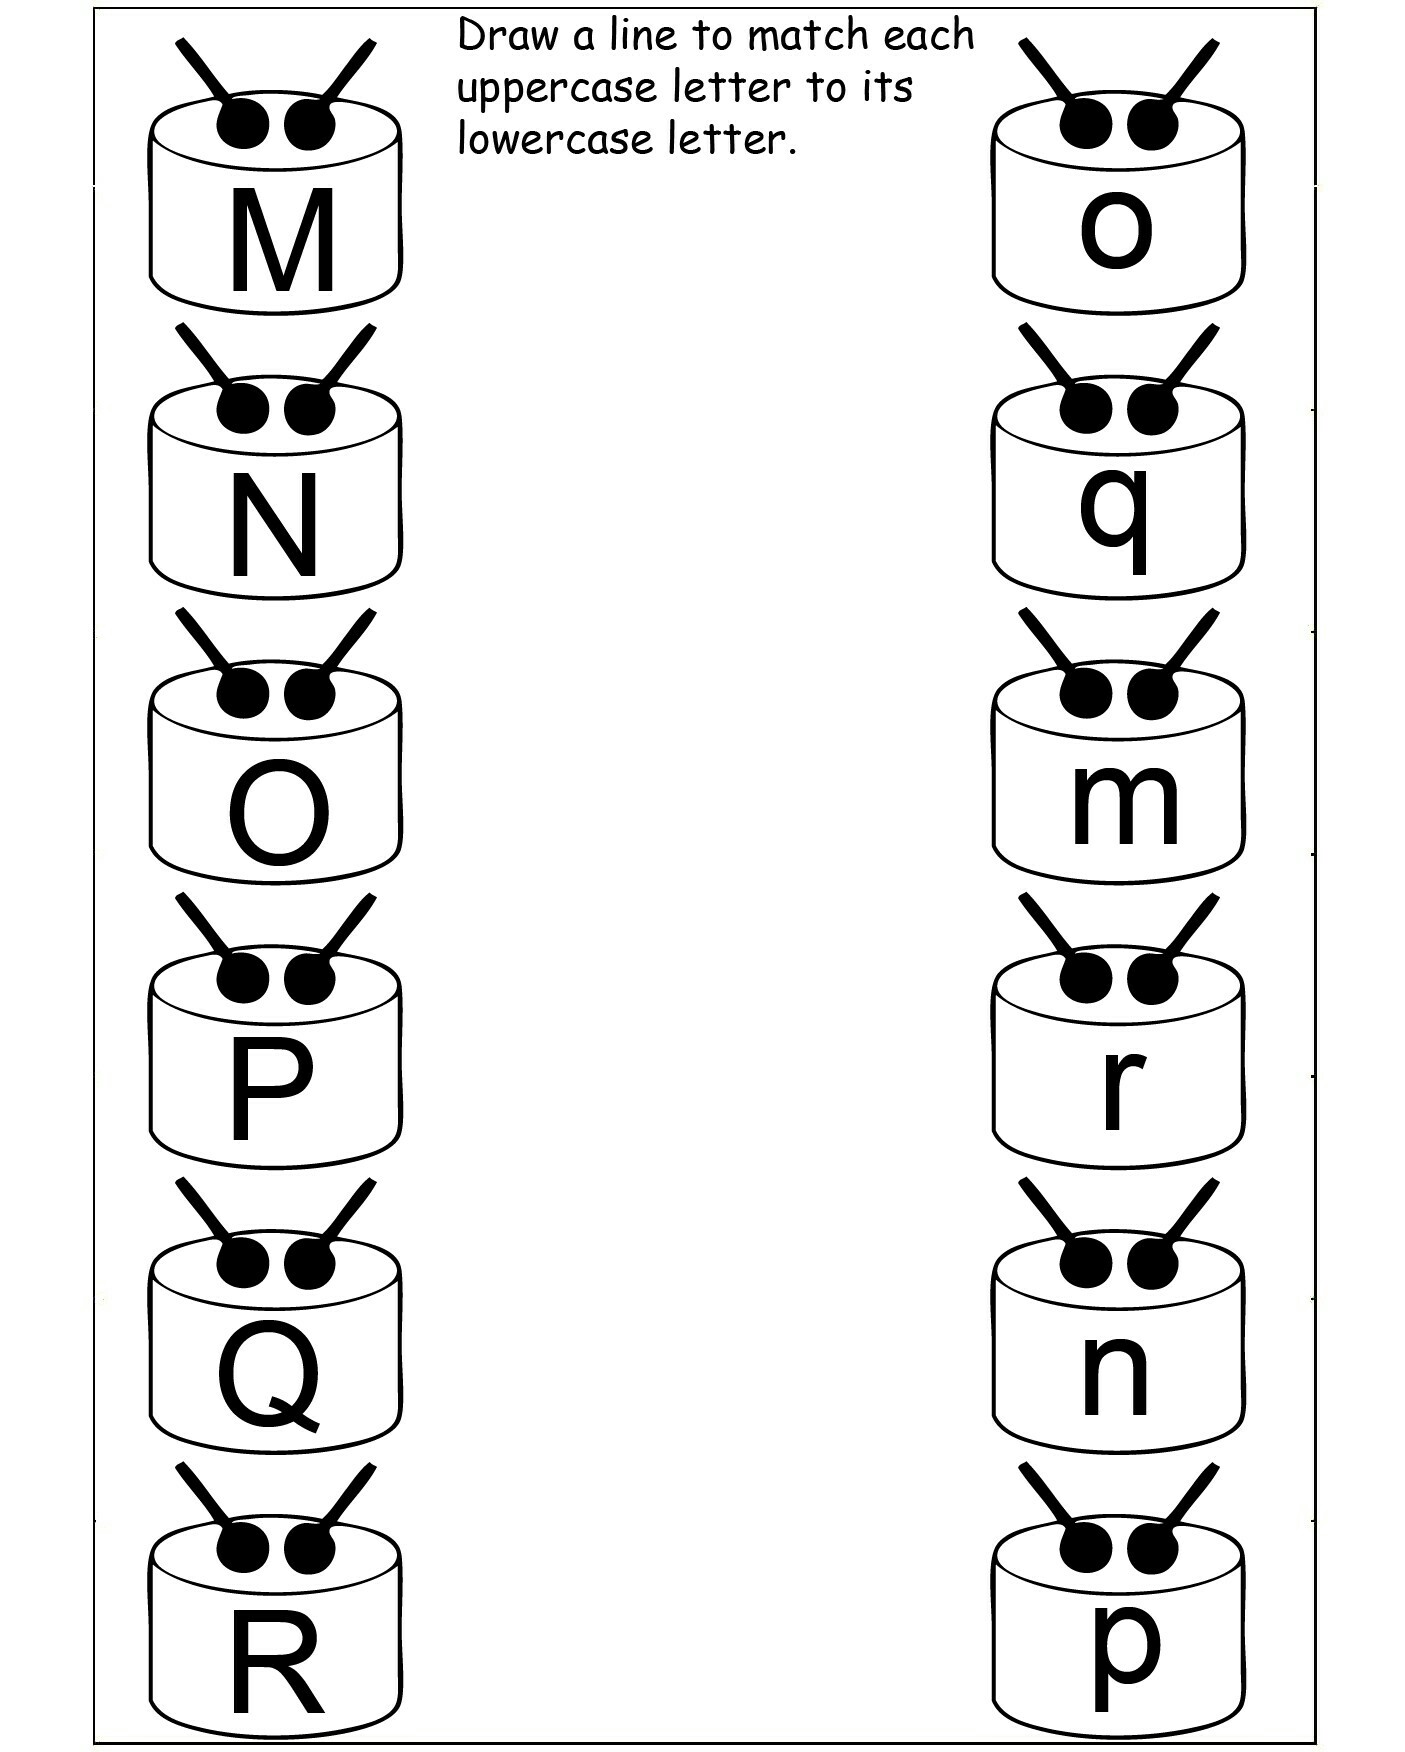 Draw a line to match each
uppercase letter to its
lowercase letter.
M o
N q
O m
P r
Q n
R p